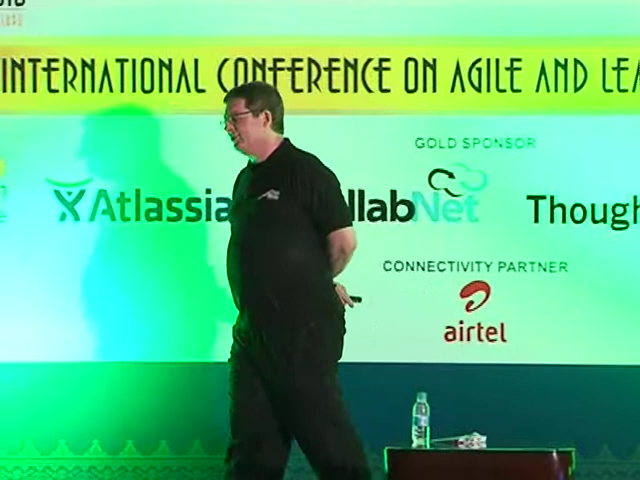 INTERNATIONAL CONFERENCE ON AGILE AND LEA
GOLD SPONSOR
Atlassia llabNet Though
CONNECTIVITY PARTNER
airtel